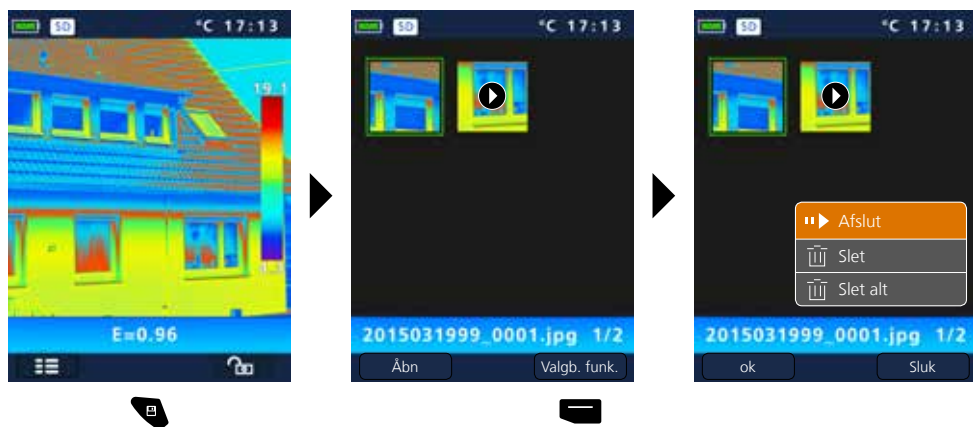 SD °C 17:13
19.1
E=0.96
SD °C 17:13
2015031999_0001.jpg 1/2
Åbn Valgb. funk.
SD °C 17:13
Afslut
Slet
Slet alt
2015031999_0001.jpg 1/2
ok Sluk